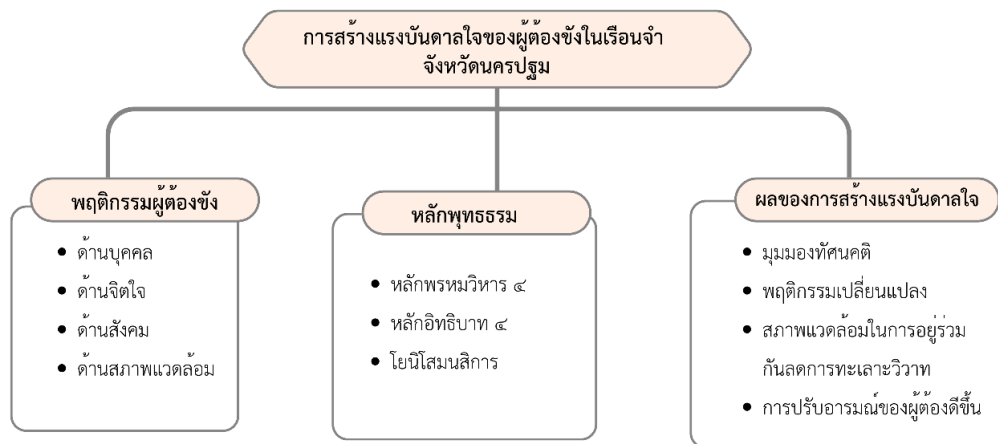 การสร้างแรงบันดาลใจของผู้ต้องขังในเรือนจำ
จังหวัดนครปฐม
พฤติกรรมผู้ต้องขัง
• ด้านบุคคล
• ด้านจิตใจ
• ด้านสังคม
• ด้านสภาพแวดล้อม
หลักพุทธธรรม
• หลักพรหมวิหาร ๔
• หลักอิทธิบาท ๔
• โยนิโสมนสิการ
ผลของการสร้างแรงบันดาลใจ
• มุมมองทัศนคติ
• พฤติกรรมเปลี่ยนแปลง
• สภาพแวดล้อมในการอยู่ร่วม
กันลดการทะเลาะวิวาท
• การปรับอารมณ์ของผู้ต้องดีขึ้น